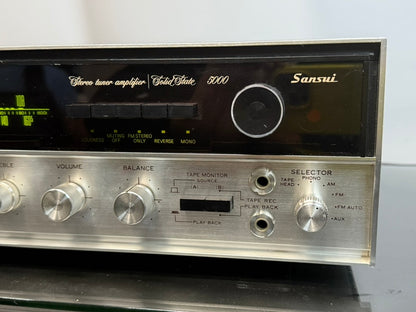 Stereo tuner amplifier | Solid State 5000
Sansui
LOUDNESS
MUTING OFF
FM STEREO ONLY
REVERSE
MONO
VOLUME
BALANCE
TAPE MONITOR
SOURCE
(A)
B
TAPE REC.
PLAY BACK
PLAY BACK
SELECTOR
PHONO
TAPE HEAD
AM
FM
FM AUTO
AUX